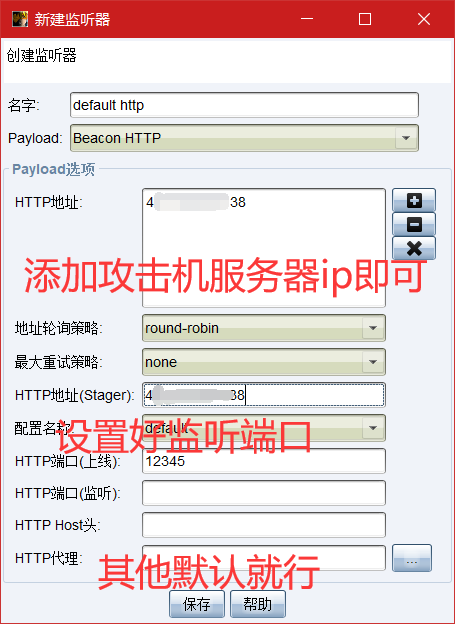 新建监听器
创建监听器
名字: default http
Payload: Beacon HTTP
Payload选项
HTTP地址: 4 38
添加攻击机服务器ip即可
地址轮询策略: round-robin
最大重试策略: none
HTTP地址(Stager): 4 38
配置名称: default
设置好监听端口
HTTP端口(上线): 12345
HTTP端口(监听):
HTTP Host头:
HTTP代理: ...
其他默认就行
保存 帮助